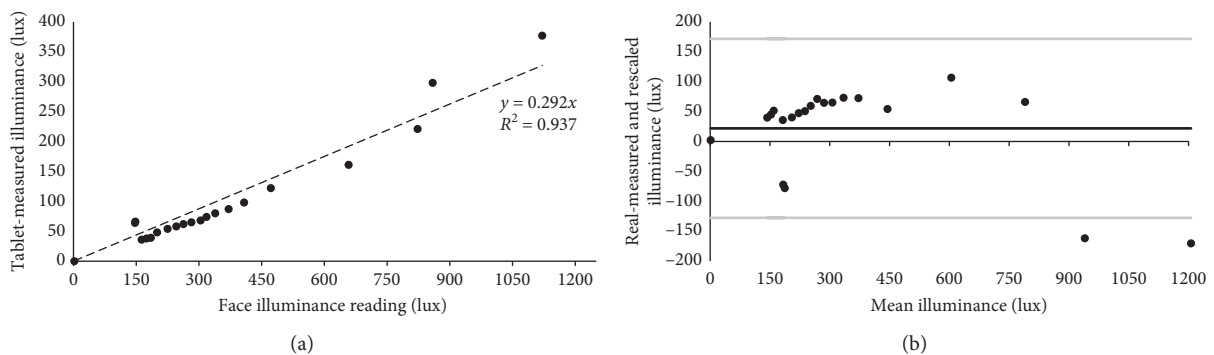 400
350
300
250
200
150
100
50
0
Tablet-measured illuminance (lux)
y = 0.292x
R² = 0.937
0 150 300 450 600 750 900 1050 1200
Face illuminance reading (lux)
(a)
200
150
100
50
0
−50
−100
−150
−200
Real-measured and rescaled
illuminance (lux)
0 150 300 450 600 750 900 1050 1200
Mean illuminance (lux)
(b)